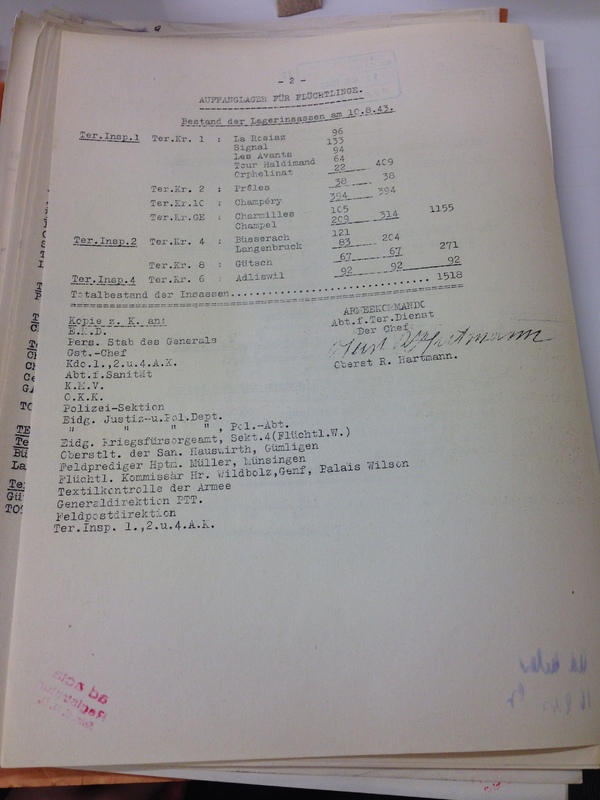 - 2 -
AUFFANGLAGER FÜR FLÜCHTLINGE.
Bestand der Lagerinsassen am 10.8.43.
Ter.Insp.1 Ter.Kr. 1 : La Rosiaz 96
Signal 133
Les Avants 94
Tour Haldimand 64
Orphelinat 22 409
Ter.Kr. 2 : Prêles 38 38
Ter.Kr.10 : Champéry 394 394
Ter.Kr.GE : Charmilles 105
Champel 209 314 1155
Ter.Insp.2 Ter.Kr. 4 : Büsserach 121
Langenbruck 83 204
Ter.Kr. 8 : Gütsch 67 67 271
Ter.Insp.4 Ter.Kr. 6 : Adliswil 92 92 92
Totalbestand der Insassen.............................. 1518
Kopie z. K. an:
E.M.D.
Pers. Stab des Generals
Gst.-Chef
Kdo.1.,2.u.4.A.K.
Abt.f.Sanität
K.M.V.
O.K.K.
Polizei-Sektion
Eidg. Justiz-u.Pol.Dept.
" " " " , Pol.-Abt.
Eidg. Kriegsfürsorgeamt, Sekt.4(Flüchtl.W.)
Oberstlt. der San. Hauswirth, Gümligen
Feldprediger Hptm. Müller, Münsingen
Flüchtl. Kommissär Hr. Wildbolz,Genf, Palais Wilson
Textilkontrolle der Armee
Generaldirektion PTT.
Feldpostdirektion
Ter.Insp. 1.,2.u.4.A.K.
ARMEEKOMMANDO
Abt.f.Ter.Dienst
Der Chef
Oberst R. Hartmann.
ad acta